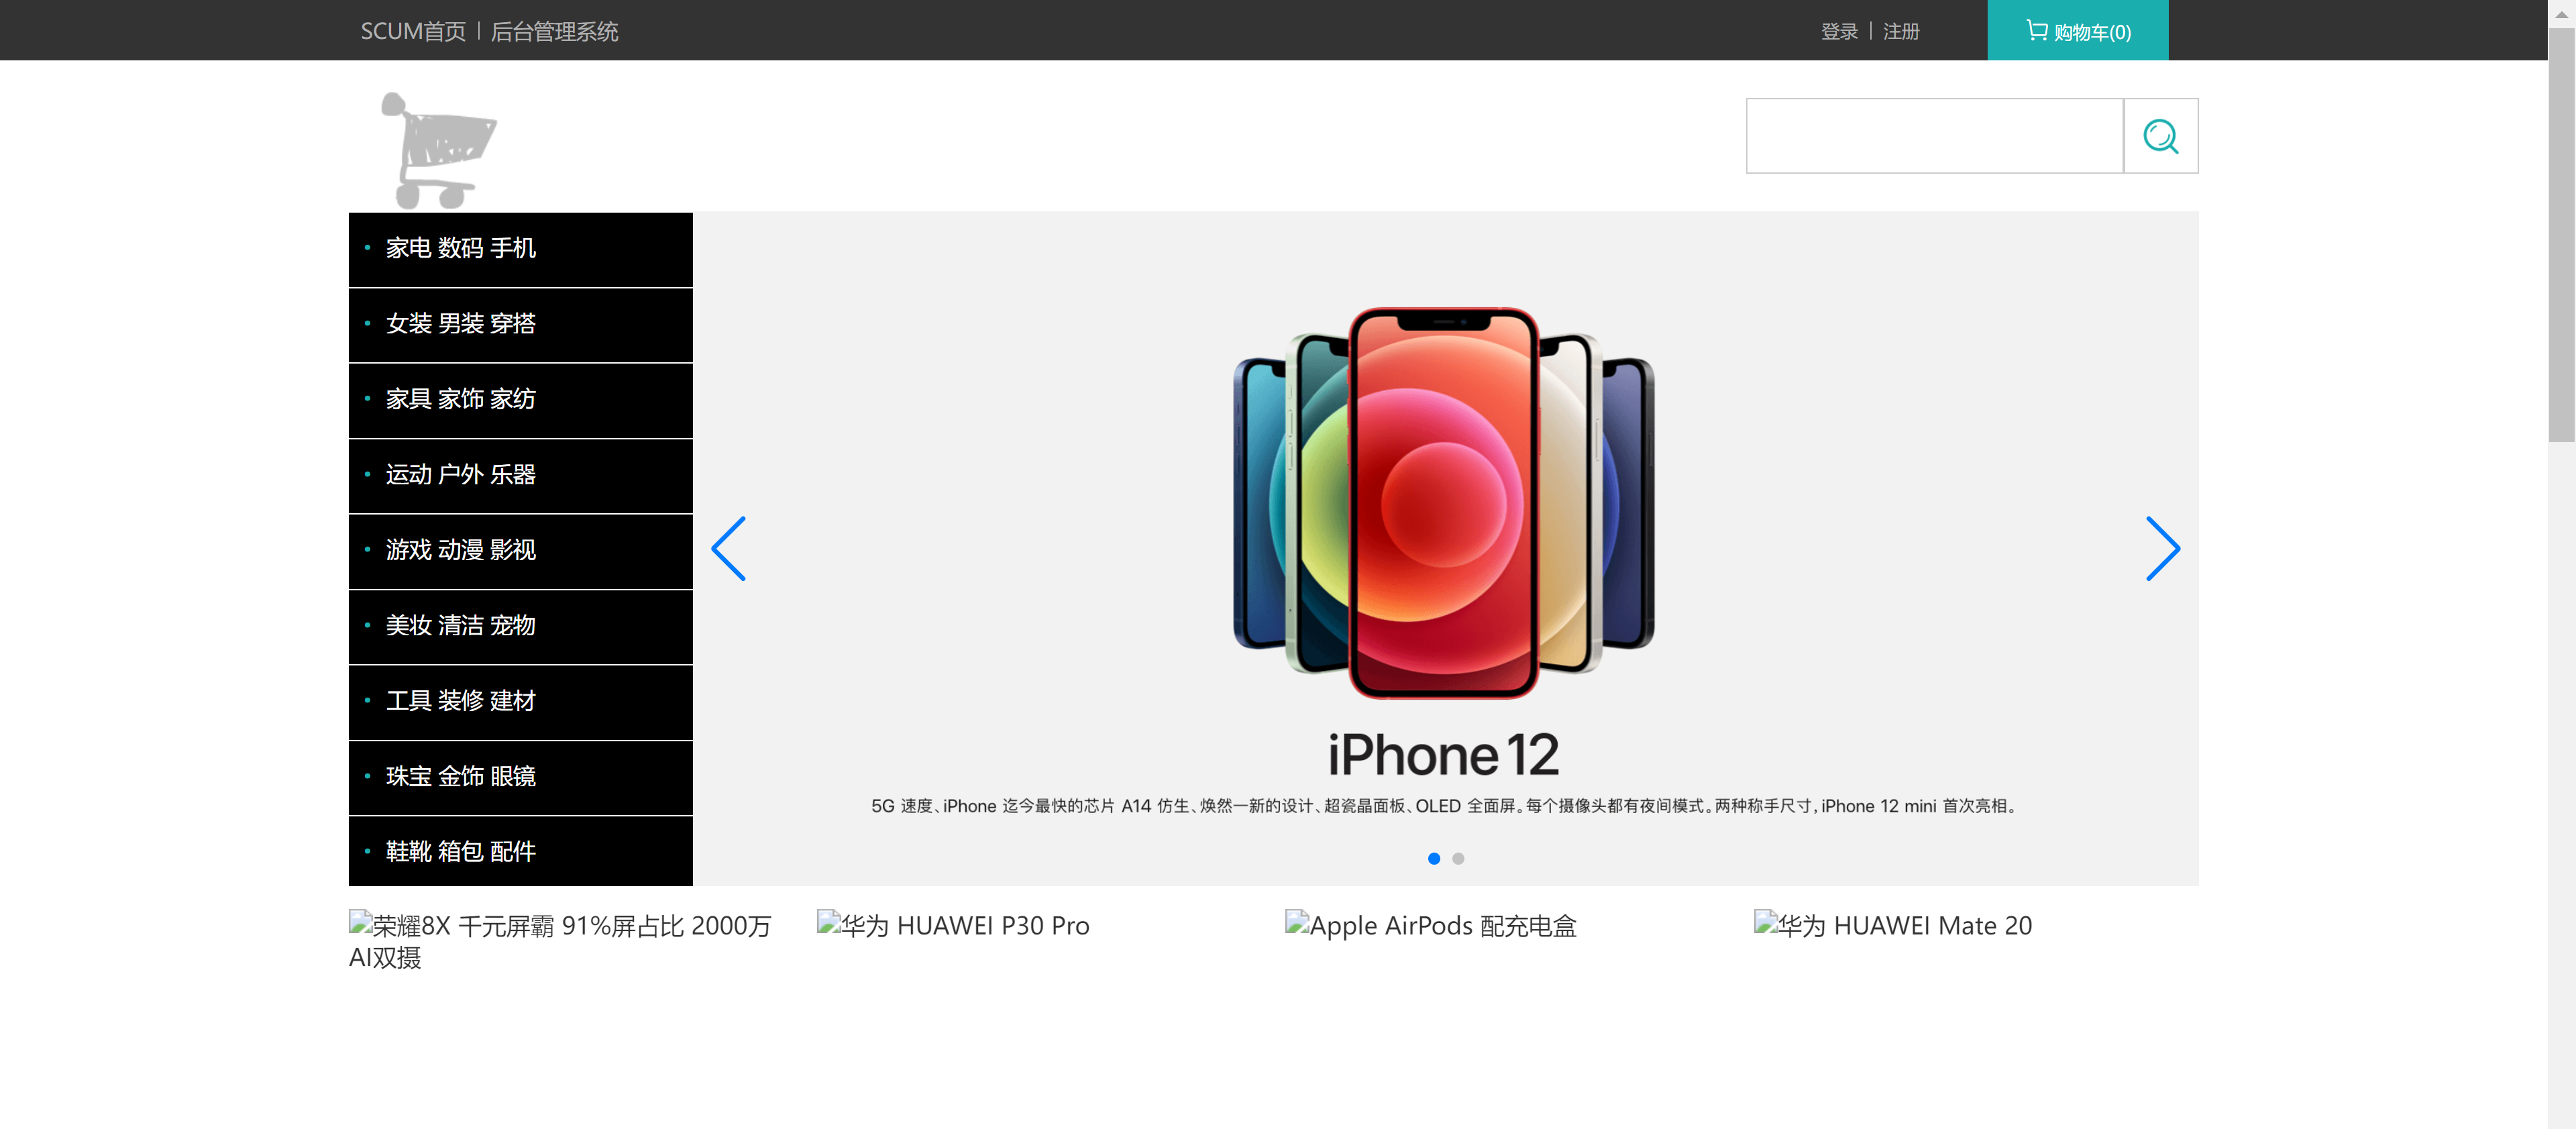 SCUM首页 | 后台管理系统
登录 | 注册
购物车(0)
家电 数码 手机
女装 男装 穿搭
家具 家饰 家纺
运动 户外 乐器
游戏 动漫 影视
美妆 清洁 宠物
工具 装修 建材
珠宝 金饰 眼镜
鞋靴 箱包 配件
iPhone 12
5G 速度、iPhone 迄今最快的芯片 A14 仿生、焕然一新的设计、超瓷晶面板、OLED 全面屏。每个摄像头都有夜间模式。两种称手尺寸，iPhone 12 mini 首次亮相。
荣耀8X 千元屏霸 91%屏占比 2000万
AI双摄
华为 HUAWEI P30 Pro
Apple AirPods 配充电盒
华为 HUAWEI Mate 20